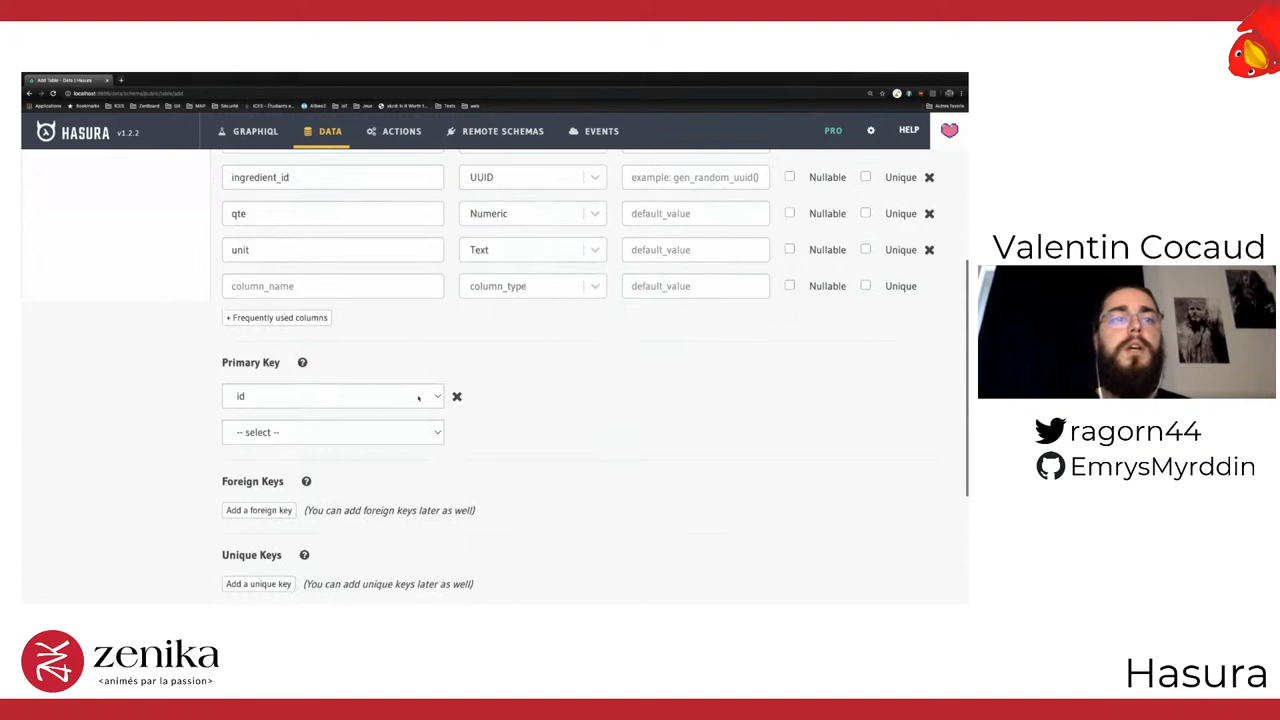 Add Table - Data | Hasura
HASURA v1.2.2 GRAPHIQL DATA ACTIONS REMOTE SCHEMAS EVENTS PRO HELP
ingredient_id UUID example: gen_random_uuid() Nullable Unique
qte Numeric default_value Nullable Unique
unit Text default_value Nullable Unique
column_name column_type default_value Nullable Unique
+ Frequently used columns
Primary Key
id
-- select --
Foreign Keys
Add a foreign key (You can add foreign keys later as well)
Unique Keys
Add a unique key (You can add unique keys later as well)
Valentin Cocaud
ragorn44
EmrysMyrddin
zenika
<animés par la passion>
Hasura